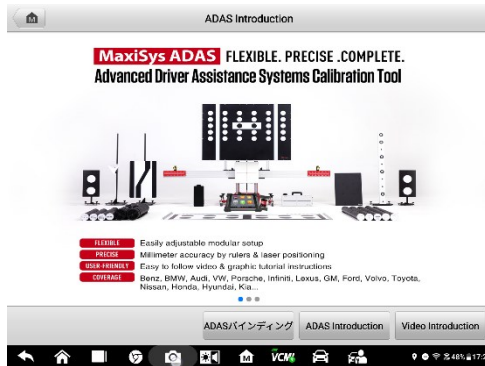 ADAS Introduction
MaxiSys ADAS FLEXIBLE. PRECISE .COMPLETE.
Advanced Driver Assistance Systems Calibration Tool
FLEXIBLE Easily adjustable modular setup
PRECISE Millimeter accuracy by rulers & laser positioning
USER-FRIENDLY Easy to follow video & graphic tutorial instructions
COVERAGE Benz, BMW, Audi, VW, Porsche, Infiniti, Lexus, GM, Ford, Volvo, Toyota,
Nissan, Honda, Hyundai, Kia...
ADASバインディング ADAS Introduction Video Introduction
VCMI 48%